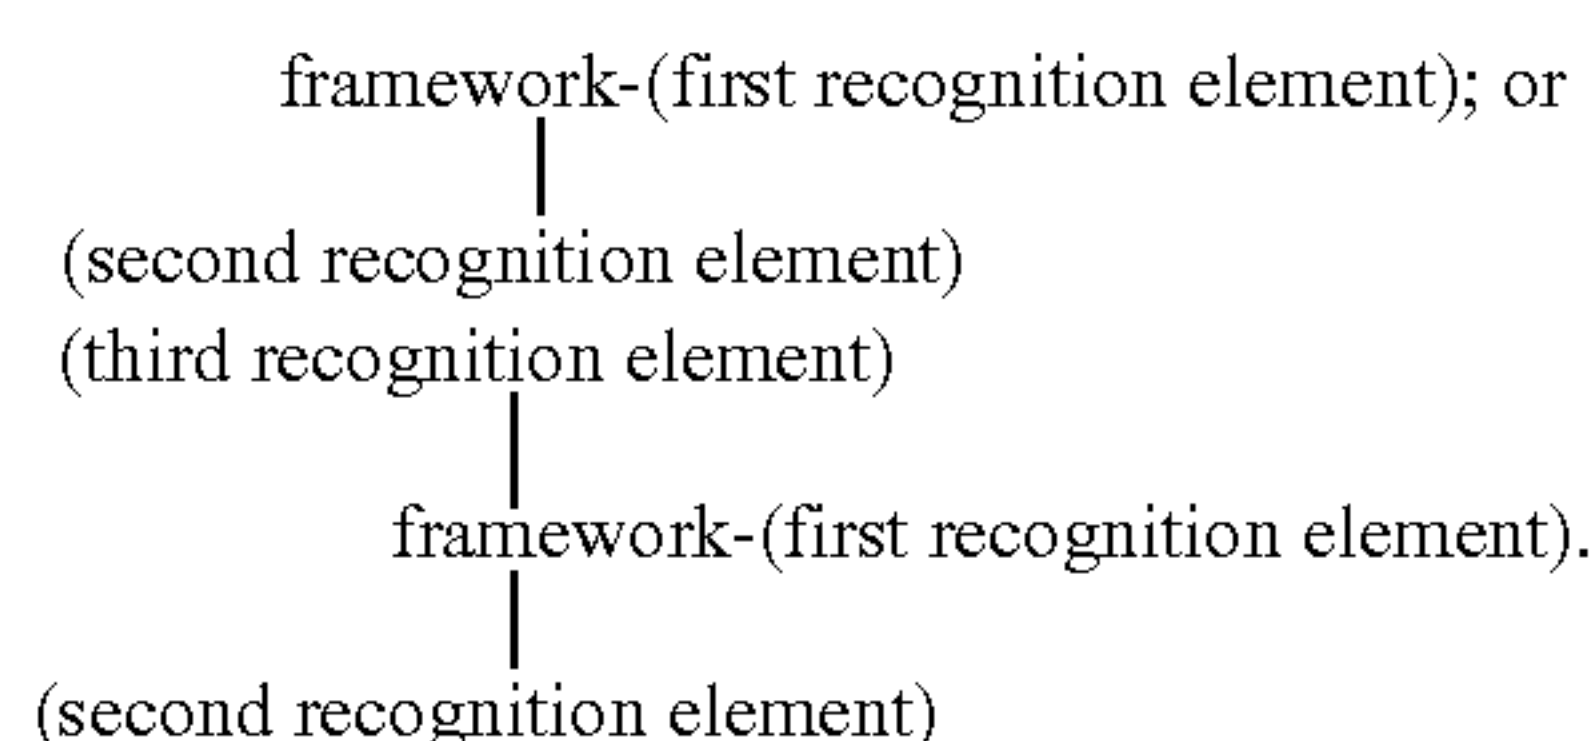 framework-(first recognition element); or
(second recognition element)
(third recognition element)
framework-(first recognition element).
(second recognition element)